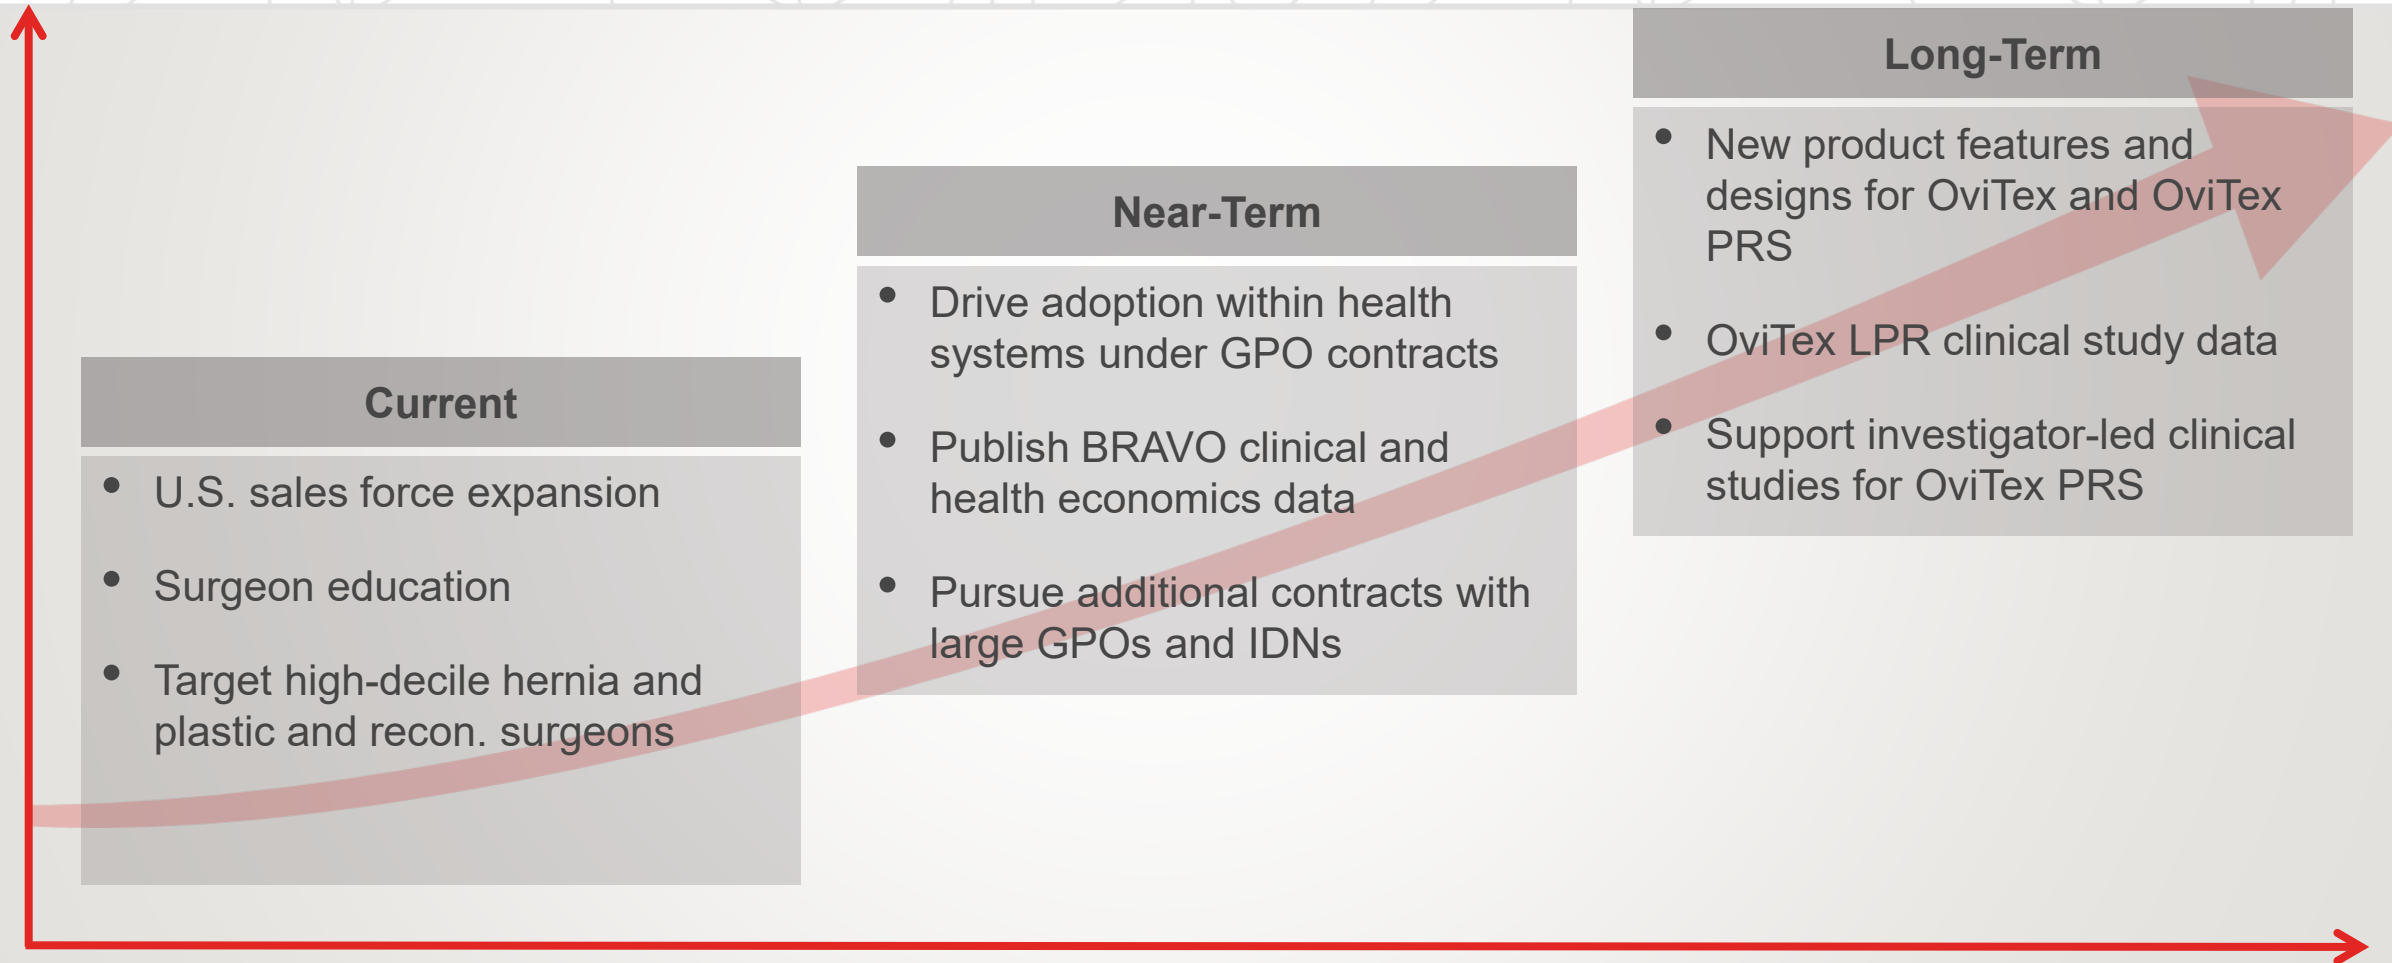 Current
• U.S. sales force expansion
• Surgeon education
• Target high-decile hernia and
plastic and recon. surgeons
Near-Term
• Drive adoption within health
systems under GPO contracts
• Publish BRAVO clinical and
health economics data
• Pursue additional contracts with
large GPOs and IDNs
Long-Term
• New product features and
designs for OviTex and OviTex
PRS
• OviTex LPR clinical study data
• Support investigator-led clinical
studies for OviTex PRS